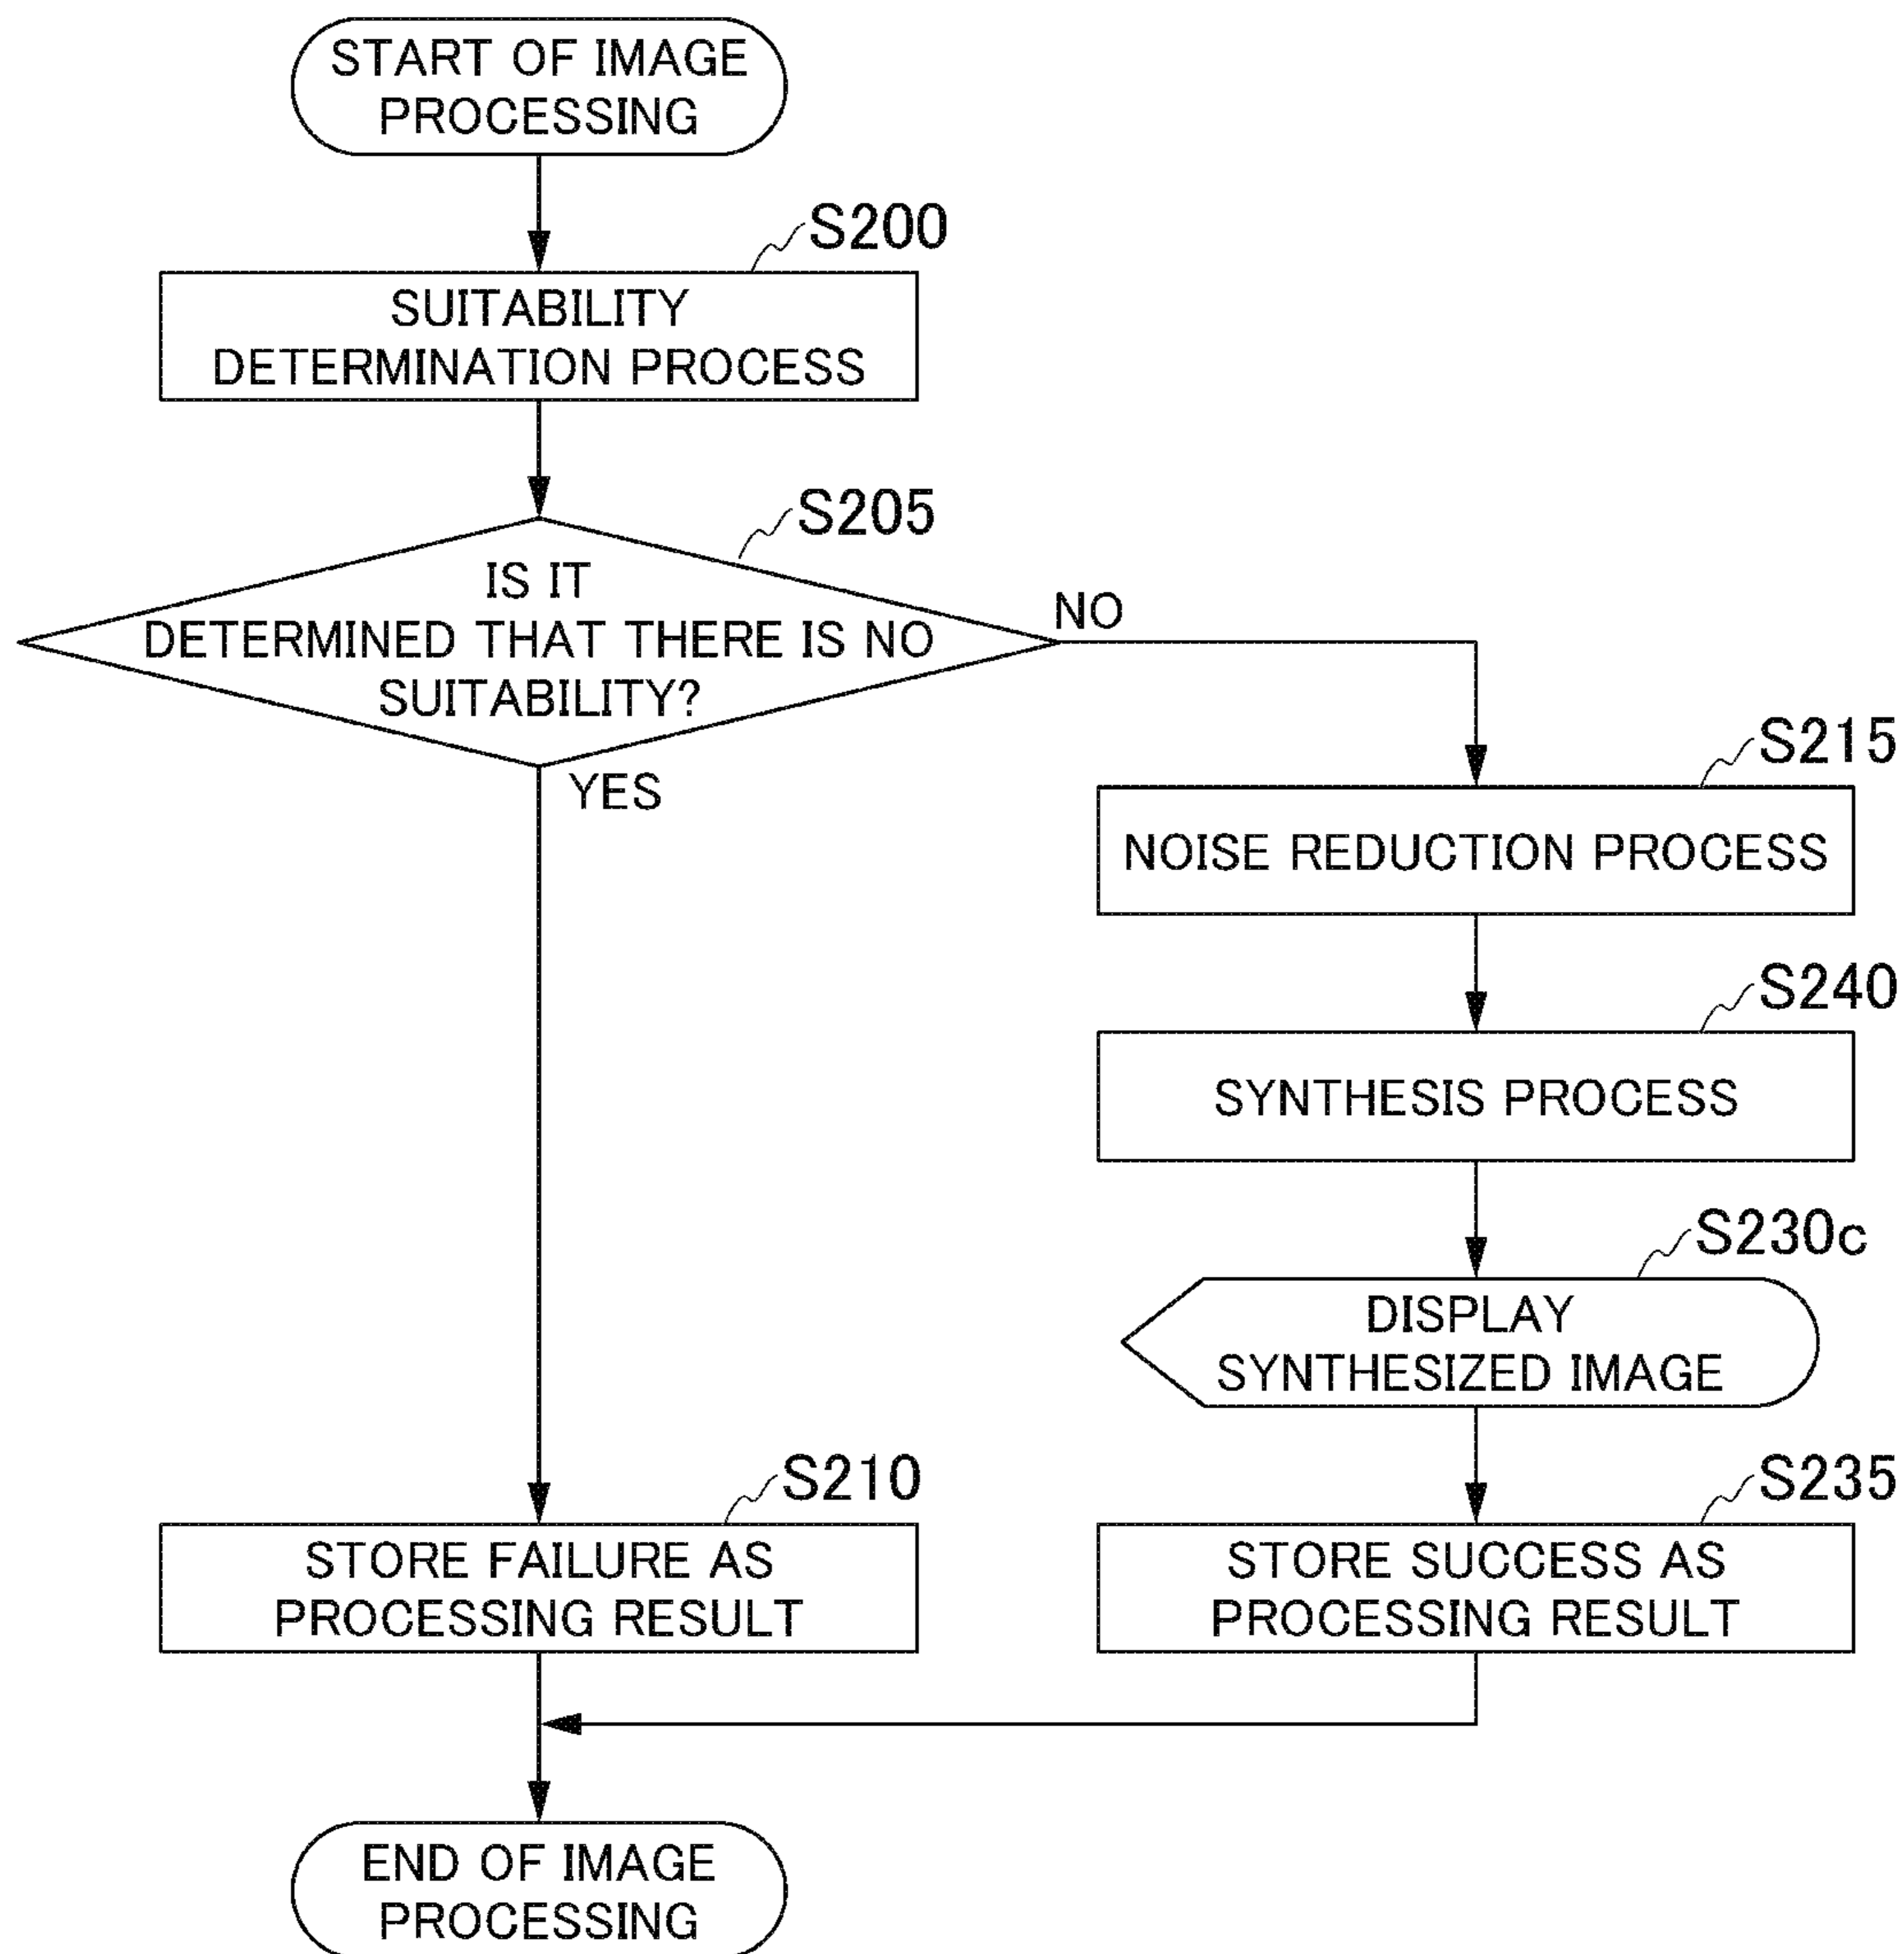 START OF IMAGE
PROCESSING
S200
SUITABILITY
DETERMINATION PROCESS
S205
IS IT
DETERMINED THAT THERE IS NO
SUITABILITY?
NO
YES
S215
NOISE REDUCTION PROCESS
S240
SYNTHESIS PROCESS
S230c
DISPLAY
SYNTHESIZED IMAGE
S210
STORE FAILURE AS
PROCESSING RESULT
S235
STORE SUCCESS AS
PROCESSING RESULT
END OF IMAGE
PROCESSING